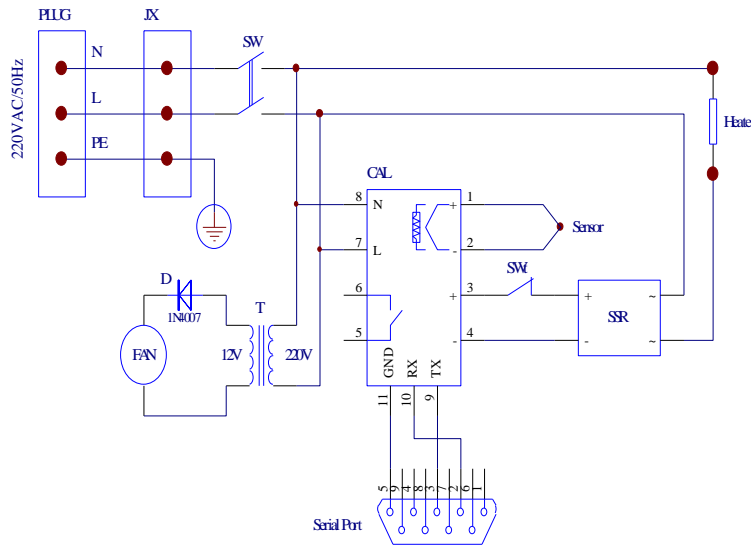 PLUG
JX
220VAC/50Hz
N
L
PE
SW
Heate
CAL
8
N
7
L
6
5
1
+
2
-
3
+
4
-
Sensor
SW1
+
-
SSR
~
~
D
1N4007
T
FAN
12V
220V
GND
RX
TX
11
10
9
5
9
4
8
3
7
2
6
1
Serial Port